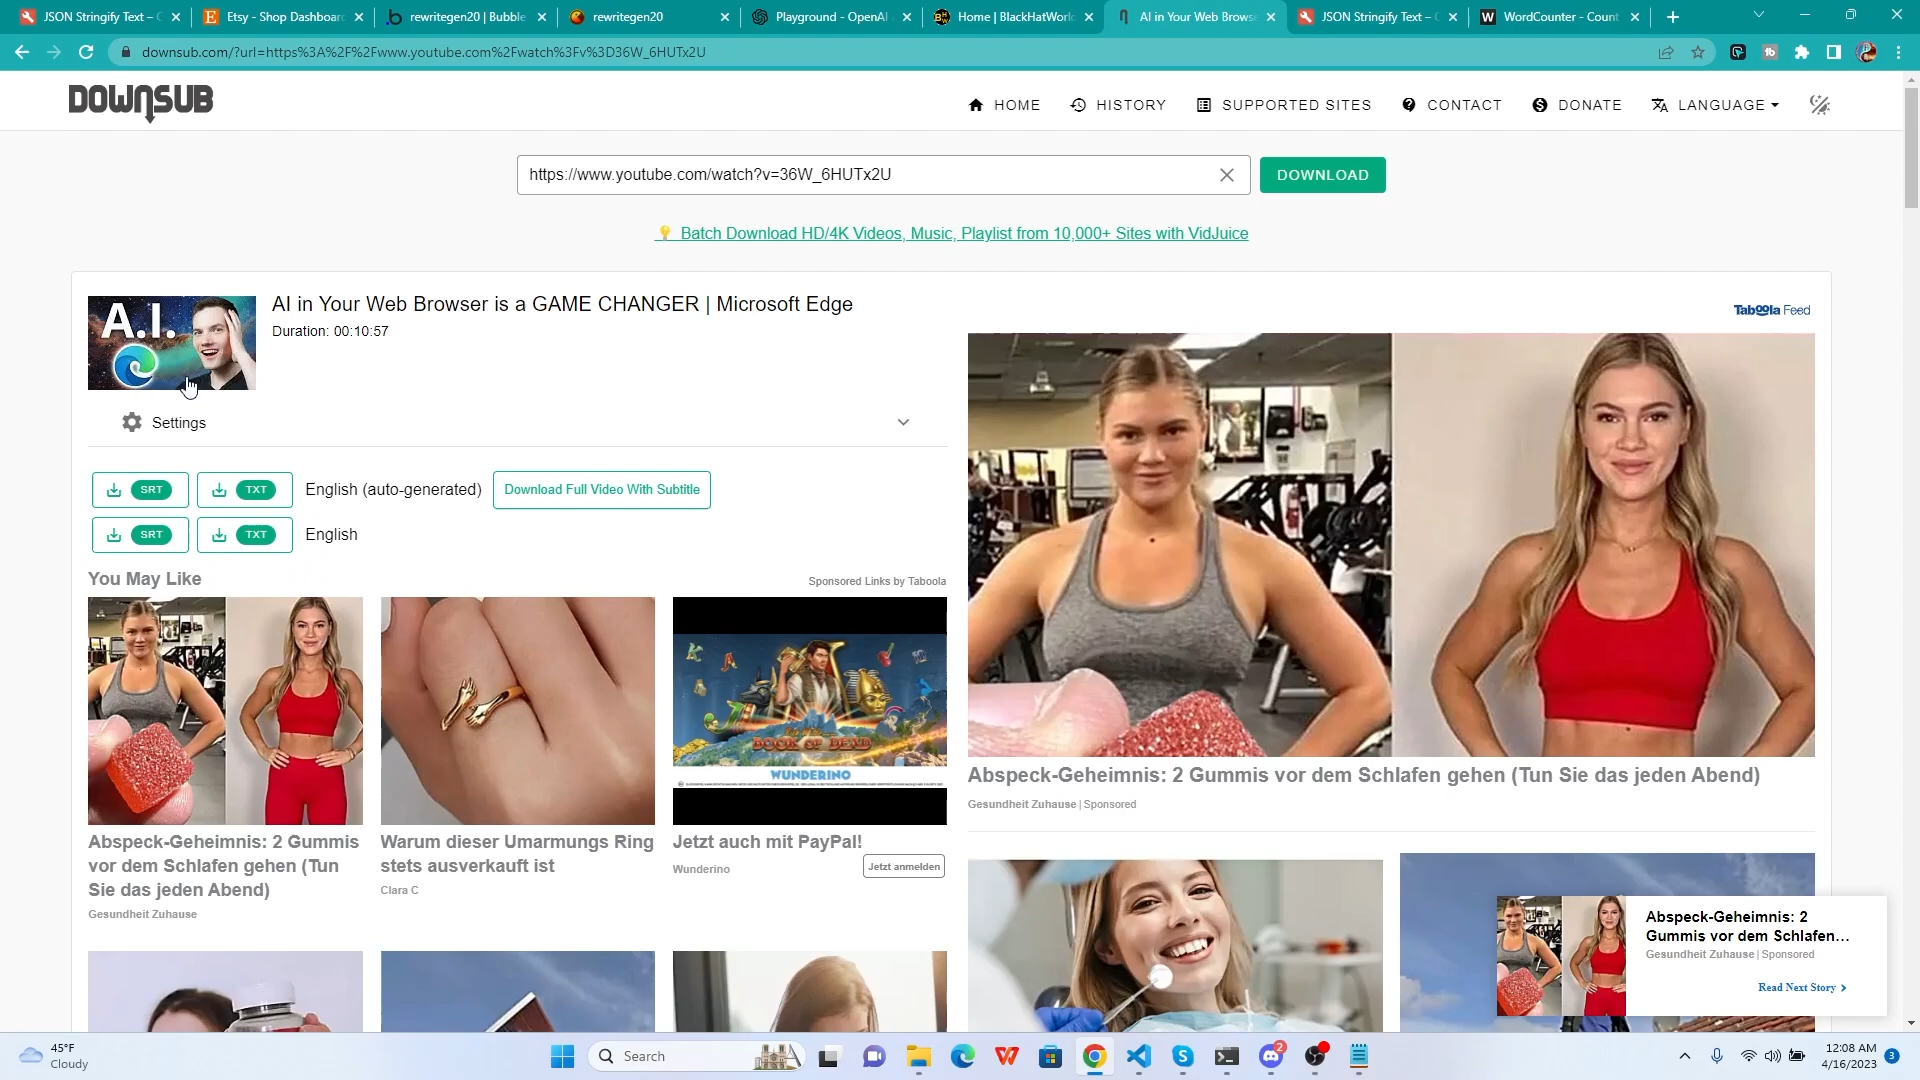 JSON Stringify Text – C
Etsy - Shop Dashboard
rewritegen20 | Bubble
rewritegen20
Playground - OpenAI
Home | BlackHatWorld
AI in Your Web Browse
JSON Stringify Text – C
WordCounter - Count
downsub.com/?url=https%3A%2F%2Fwww.youtube.com%2Fwatch%3Fv%3D36W_6HUTx2U
DOWNSUB
HOME
HISTORY
SUPPORTED SITES
CONTACT
DONATE
LANGUAGE
https://www.youtube.com/watch?v=36W_6HUTx2U
DOWNLOAD
Batch Download HD/4K Videos, Music, Playlist from 10,000+ Sites with VidJuice
A.I.
AI in Your Web Browser is a GAME CHANGER | Microsoft Edge
Duration: 00:10:57
Settings
SRT
TXT
English (auto-generated)
Download Full Video With Subtitle
SRT
TXT
English
You May Like
Sponsored Links by Taboola
BOOK OF DEAD
WUNDERINO
Abspeck-Geheimnis: 2 Gummis
vor dem Schlafen gehen (Tun
Sie das jeden Abend)
Gesundheit Zuhause
Warum dieser Umarmungs Ring
stets ausverkauft ist
Clara C
Jetzt auch mit PayPal!
Wunderino
Jetzt anmelden
Taboola Feed
Abspeck-Geheimnis: 2 Gummis vor dem Schlafen gehen (Tun Sie das jeden Abend)
Gesundheit Zuhause | Sponsored
Abspeck-Geheimnis: 2
Gummis vor dem Schlafen...
Gesundheit Zuhause | Sponsored
Read Next Story
45°F
Cloudy
Search
2
12:08 AM
4/16/2023
3